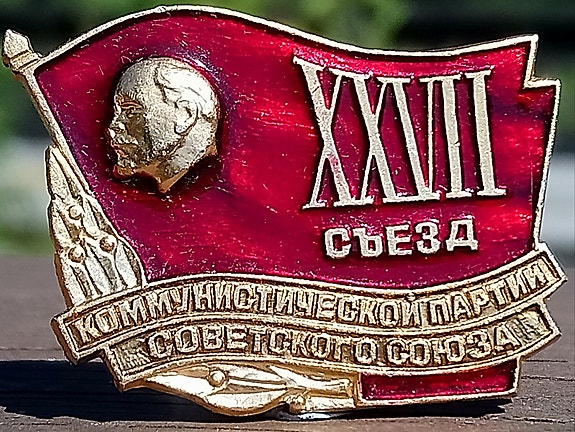 XXVII
СЪЕЗД
КОММУНИСТИЧЕСКОЙ ПАРТИИ
СОВЕТСКОГО СОЮЗА